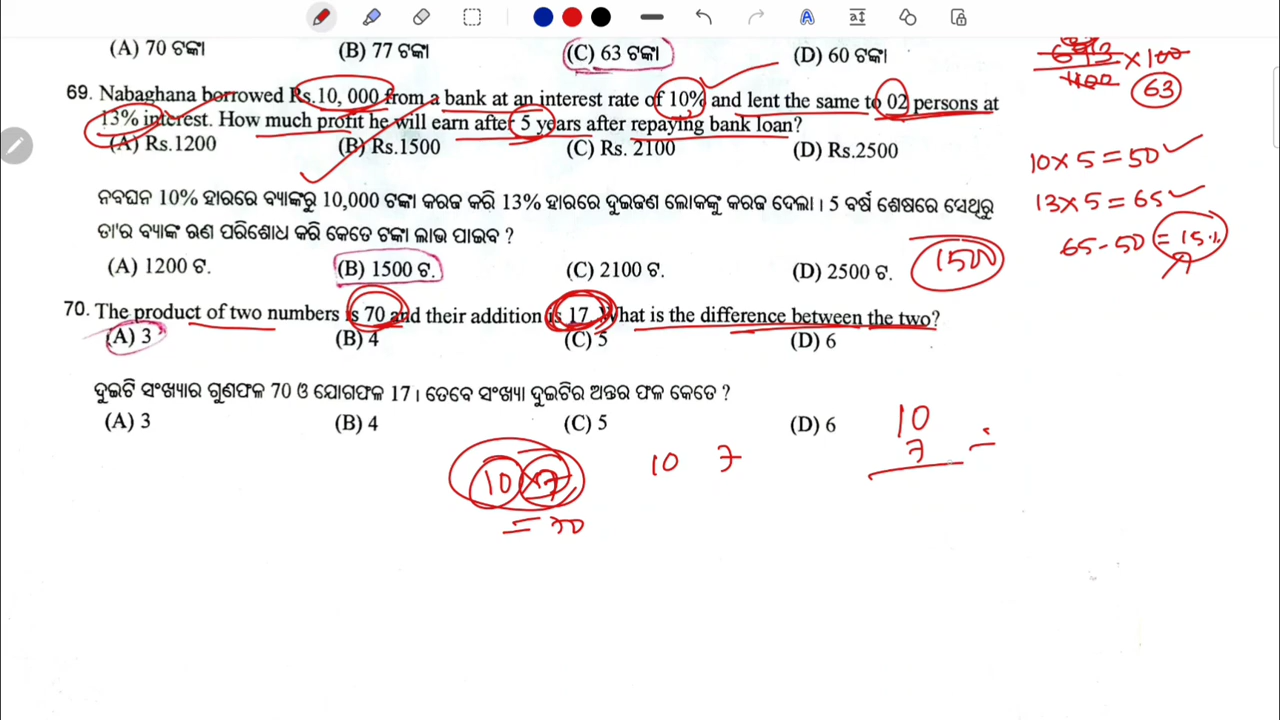 (A) 70 ଟଙ୍କା (B) 77 ଟଙ୍କା (C) 63 ଟଙ୍କା (D) 60 ଟଙ୍କା
×100
63
69. Nabaghana borrowed Rs.10, 000 from a bank at an interest rate of 10% and lent the same to 02 persons at
13% interest. How much profit he will earn after 5 years after repaying bank loan?
(A) Rs.1200 (B) Rs.1500 (C) Rs. 2100 (D) Rs.2500
10 × 5 = 50
13 × 5 = 65
65 - 50 = 15%
ନବଘନ 10% ହାରରେ ବ୍ୟାଙ୍କରୁ 10,000 ଟଙ୍କା କରଜ କରି 13% ହାରରେ ଦୁଇଜଣ ଲୋକଙ୍କୁ କରଜ ଦେଲା । 5 ବର୍ଷ ଶେଷରେ ସେଥିରୁ
ତା'ର ବ୍ୟାଙ୍କ ଋଣ ପରିଶୋଧ କରି କେତେ ଟଙ୍କା ଲାଭ ପାଇବ ?
(A) 1200 ଟ. (B) 1500 ଟ. (C) 2100 ଟ. (D) 2500 ଟ.
1500
70. The product of two numbers is 70 and their addition is 17. What is the difference between the two?
(A) 3 (B) 4 (C) 5 (D) 6
ଦୁଇଟି ସଂଖ୍ୟାର ଗୁଣଫଳ 70 ଓ ଯୋଗଫଳ 17 । ତେବେ ସଂଖ୍ୟା ଦୁଇଟିର ଅନ୍ତର ଫଳ କେତେ ?
(A) 3 (B) 4 (C) 5 (D) 6
10 × 7
= 70
10 7
10
7